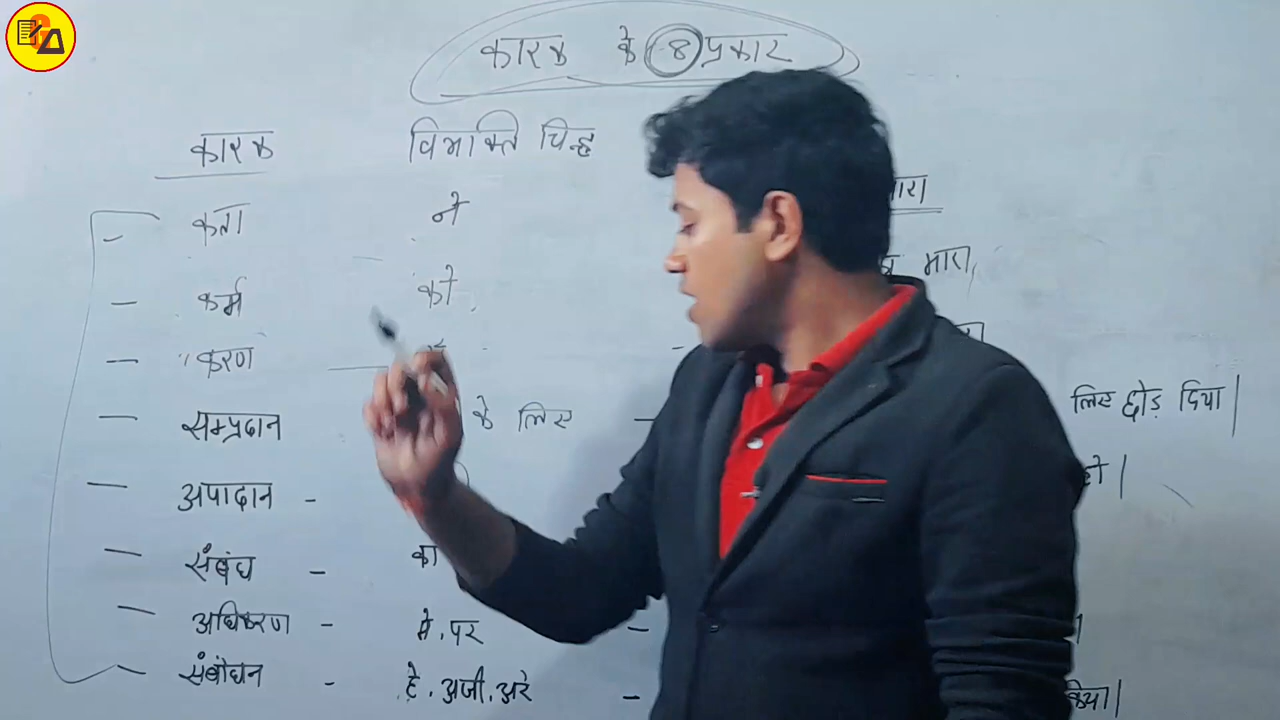 कारक के 8 प्रकार
कारक विभक्ति चिन्ह
कर्ता ने
कर्म को मारा,
करण
सम्प्रदान के लिए - लिए छोड़ दिया|
अपादान -
संबंध - का
अधिकरण - मे, पर -
संबोधन - हे, अजी, अरे - किया|